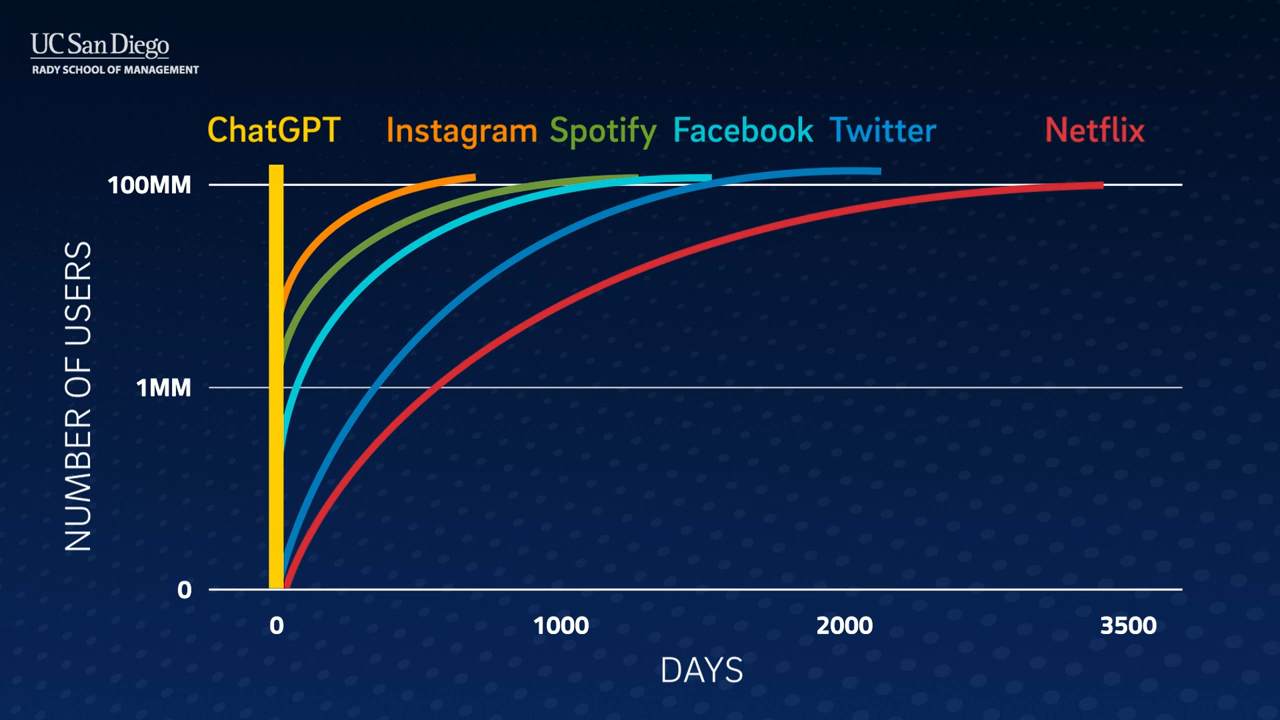 UC San Diego
RADY SCHOOL OF MANAGEMENT
ChatGPT Instagram Spotify Facebook Twitter Netflix
100MM
1MM
0
NUMBER OF USERS
0 1000 2000 3500
DAYS